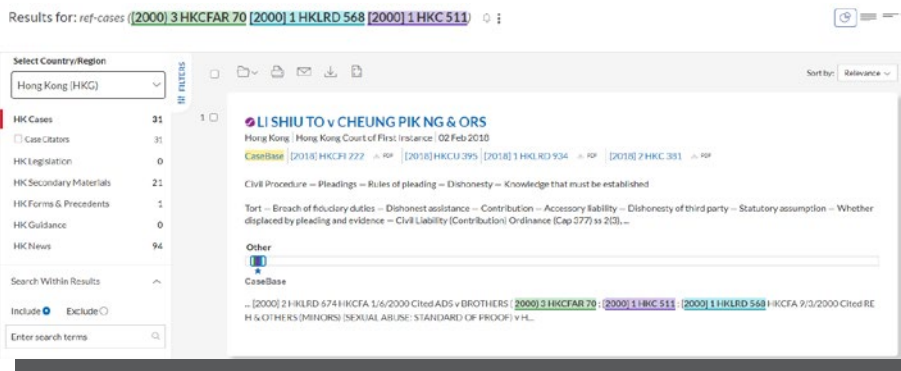 Results for: ref-cases ([2000] 3 HKCFAR 70 [2000] 1 HKLRD 568 [2000] 1 HKC 511)
Select Country/Region
Hong Kong (HKG)
HK Cases 31
Case Citators 31
HK Legislation 0
HK Secondary Materials 21
HK Forms & Precedents 1
HK Guidance 0
HK News 94
Search Within Results
Include Exclude
Enter search terms
FILTERS
Sort by: Relevance
1
LI SHIU TO v CHEUNG PIK NG & ORS
Hong Kong | Hong Kong Court of First Instance | 02 Feb 2018
CaseBase | [2018] HKCFI 222 PDF | [2018] HKCU 395 | [2018] 1 HKLRD 934 PDF | [2018] 2 HKC 381 PDF
Civil Procedure — Pleadings — Rules of pleading — Dishonesty — Knowledge that must be established
Tort — Breach of fiduciary duties — Dishonest assistance — Contribution — Accessory liability — Dishonesty of third party — Statutory assumption — Whether
displaced by pleading and evidence — Civil Liability (Contribution) Ordinance (Cap 377) ss 2(3), ...
Other
CaseBase
... [2000] 2 HKLRD 674 HKCFA 1/6/2000 Cited ADS v BROTHERS [2000] 3 HKCFAR 70 ; [2000] 1 HKC 511 ; [2000] 1 HKLRD 568 HKCFA 9/3/2000 Cited RE
H & OTHERS (MINORS) (SEXUAL ABUSE: STANDARD OF PROOF) v H...